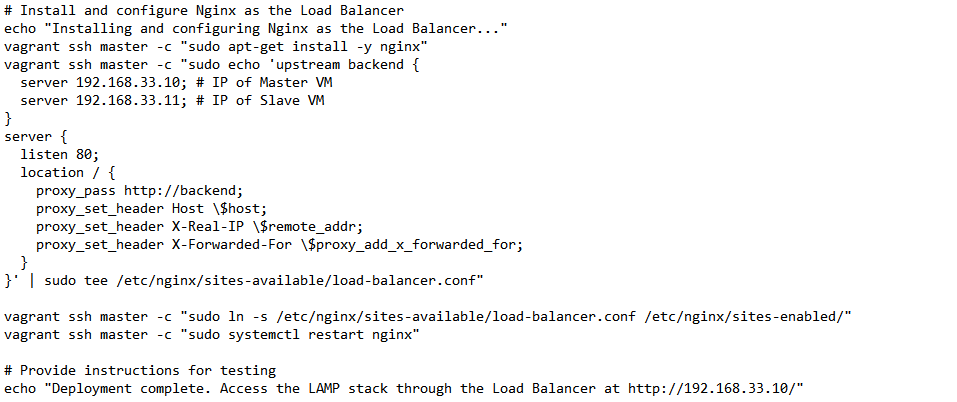 # Install and configure Nginx as the Load Balancer
echo "Installing and configuring Nginx as the Load Balancer..."
vagrant ssh master -c "sudo apt-get install -y nginx"
vagrant ssh master -c "sudo echo 'upstream backend {
  server 192.168.33.10; # IP of Master VM
  server 192.168.33.11; # IP of Slave VM
}
server {
  listen 80;
  location / {
    proxy_pass http://backend;
    proxy_set_header Host \$host;
    proxy_set_header X-Real-IP \$remote_addr;
    proxy_set_header X-Forwarded-For \$proxy_add_x_forwarded_for;
  }
}' | sudo tee /etc/nginx/sites-available/load-balancer.conf"

vagrant ssh master -c "sudo ln -s /etc/nginx/sites-available/load-balancer.conf /etc/nginx/sites-enabled/"
vagrant ssh master -c "sudo systemctl restart nginx"

# Provide instructions for testing
echo "Deployment complete. Access the LAMP stack through the Load Balancer at http://192.168.33.10/"